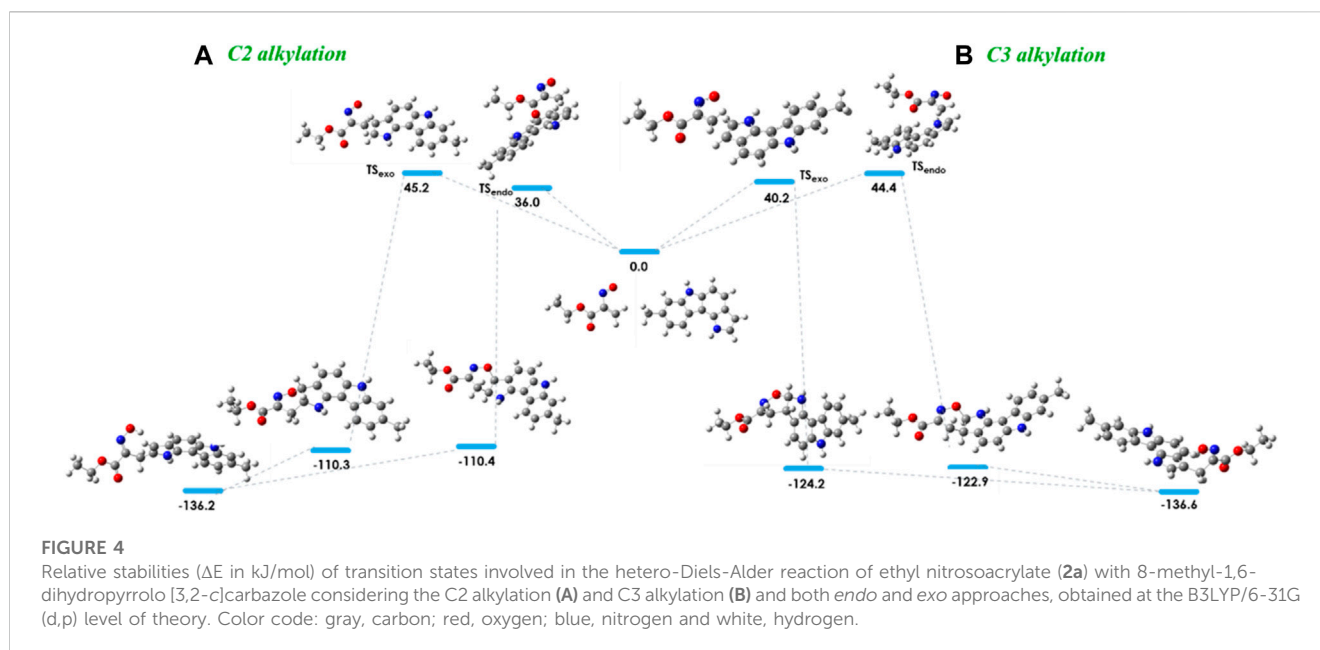 A C2 alkylation
B C3 alkylation
TSexo
45.2
TSendo
36.0
40.2
TSexo
44.4
TSendo
0.0
-110.3
-110.4
-136.2
-124.2
-122.9
-136.6
FIGURE 4
Relative stabilities (ΔE in kJ/mol) of transition states involved in the hetero-Diels-Alder reaction of ethyl nitrosoacrylate (2a) with 8-methyl-1,6-
dihydropyrrolo [3,2-c]carbazole considering the C2 alkylation (A) and C3 alkylation (B) and both endo and exo approaches, obtained at the B3LYP/6-31G
(d,p) level of theory. Color code: gray, carbon; red, oxygen; blue, nitrogen and white, hydrogen.